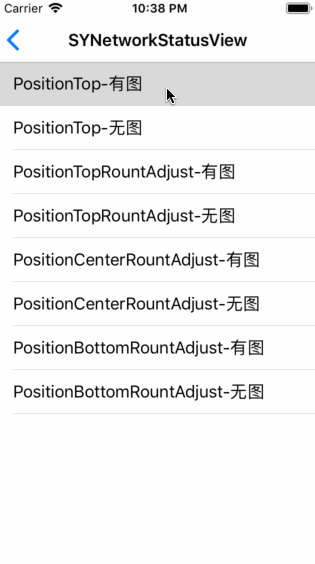 Carrier 10:38 PM
SYNetworkStatusView
PositionTop-有图
PositionTop-无图
PositionTopRountAdjust-有图
PositionTopRountAdjust-无图
PositionCenterRountAdjust-有图
PositionCenterRountAdjust-无图
PositionBottomRountAdjust-有图
PositionBottomRountAdjust-无图